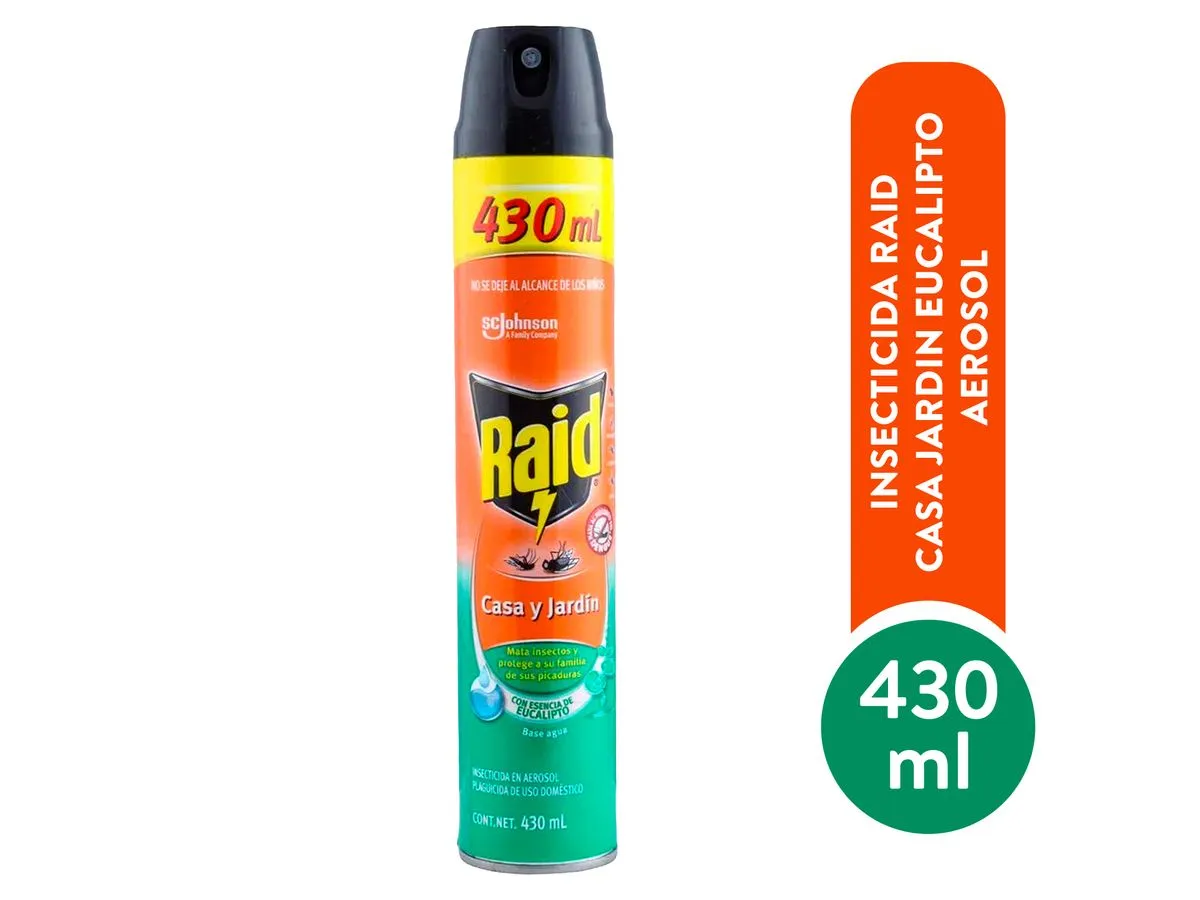 430 mL
NO SE DEJE AL ALCANCE DE LOS NIÑOS
scjohnson
A Family Company
Raid
®
DENGUE
Casa y Jardín
Mata insectos y
protege a su familia
de sus picaduras
CON ESENCIA DE
EUCALIPTO
Base agua
INSECTICIDA EN AEROSOL
PLAGUICIDA DE USO DOMÉSTICO
CONT.NET. 430 mL
INSECTICIDA RAID
CASA JARDIN EUCALIPTO
AEROSOL
430
ml